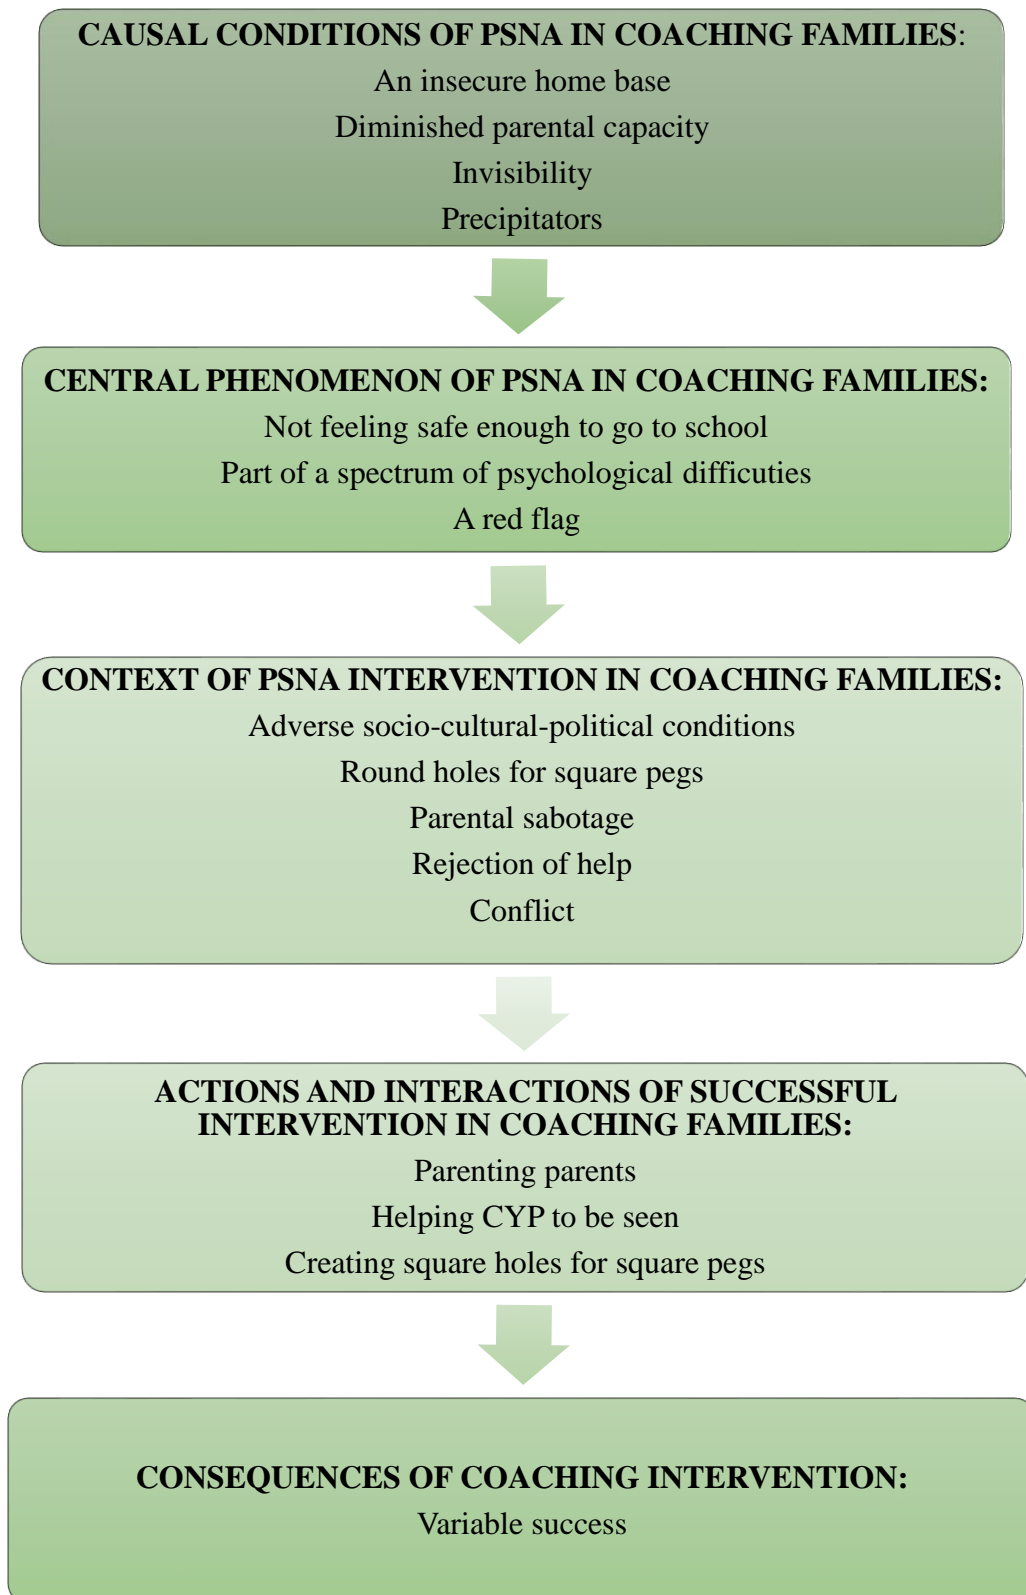 CAUSAL CONDITIONS OF PSNA IN COACHING FAMILIES:
An insecure home base
Diminished parental capacity
Invisibility
Precipitators
CENTRAL PHENOMENON OF PSNA IN COACHING FAMILIES:
Not feeling safe enough to go to school
Part of a spectrum of psychological difficuties
A red flag
CONTEXT OF PSNA INTERVENTION IN COACHING FAMILIES:
Adverse socio-cultural-political conditions
Round holes for square pegs
Parental sabotage
Rejection of help
Conflict
ACTIONS AND INTERACTIONS OF SUCCESSFUL
INTERVENTION IN COACHING FAMILIES:
Parenting parents
Helping CYP to be seen
Creating square holes for square pegs
CONSEQUENCES OF COACHING INTERVENTION:
Variable success